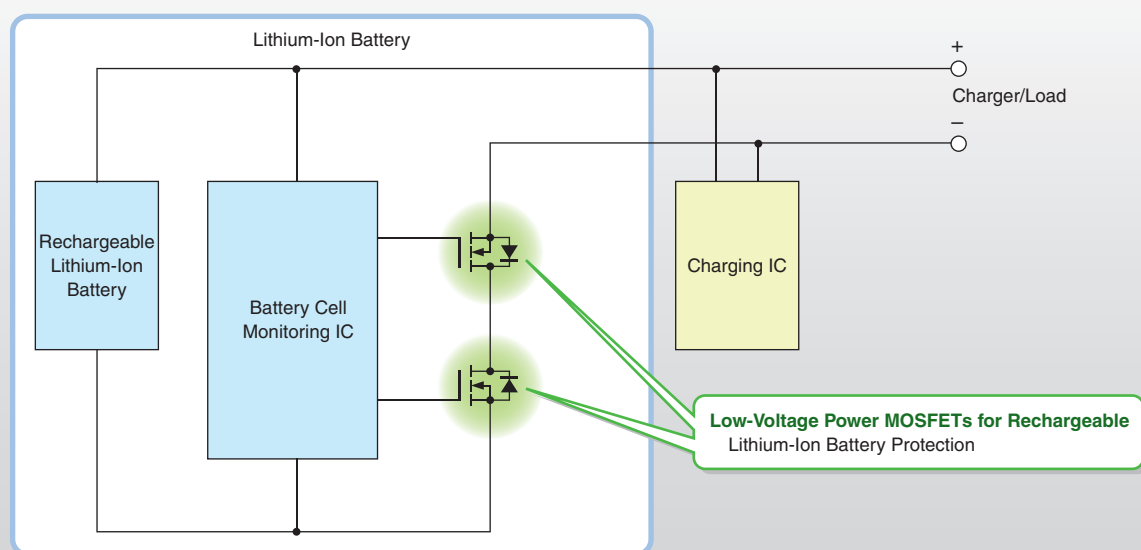 Lithium-Ion Battery
+
Charger/Load
–
Rechargeable
Lithium-Ion
Battery
Battery Cell
Monitoring IC
Charging IC
Low-Voltage Power MOSFETs for Rechargeable
Lithium-Ion Battery Protection